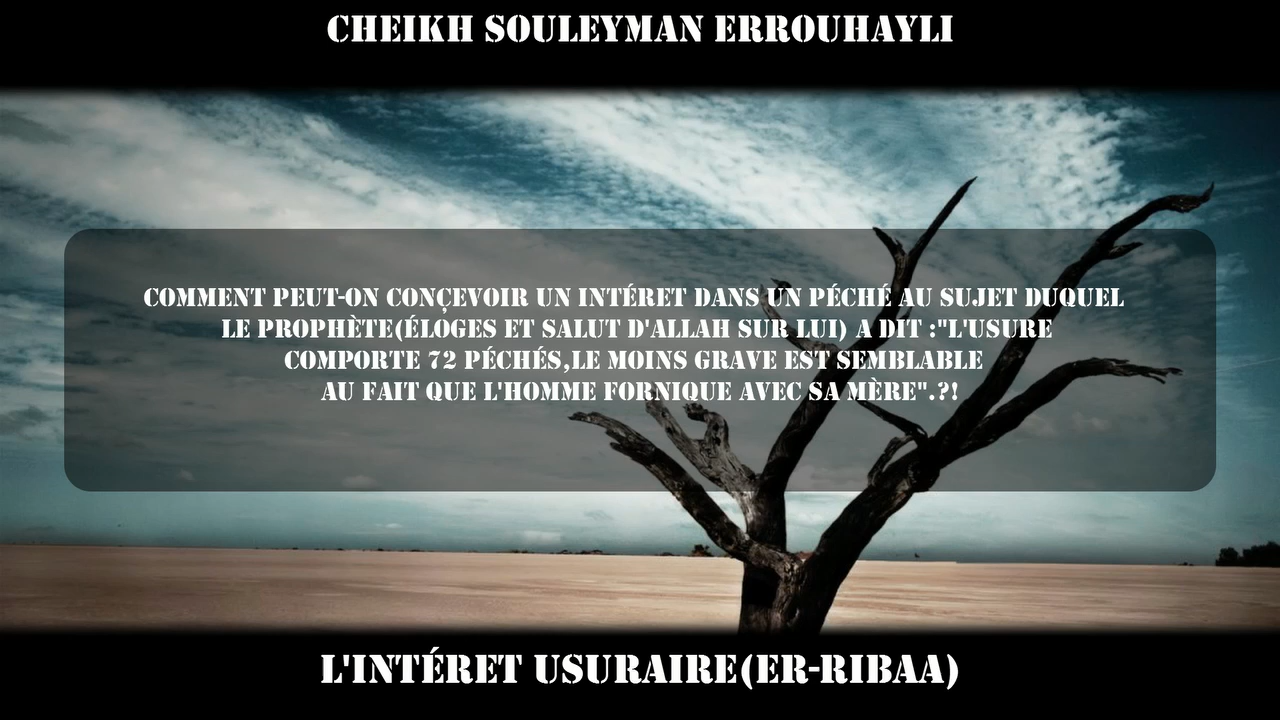 CHEIKH SOULEYMAN ERROUHAYLI
COMMENT PEUT-ON CONÇEVOIR UN INTÉRET DANS UN PÉCHÉ AU SUJET DUQUEL
LE PROPHÈTE(ÉLOGES ET SALUT D'ALLAH SUR LUI) A DIT :"L'USURE
COMPORTE 72 PÉCHÉS,LE MOINS GRAVE EST SEMBLABLE
AU FAIT QUE L'HOMME FORNIQUE AVEC SA MÈRE".?!
L'INTÉRET USURAIRE(ER-RIBAA)